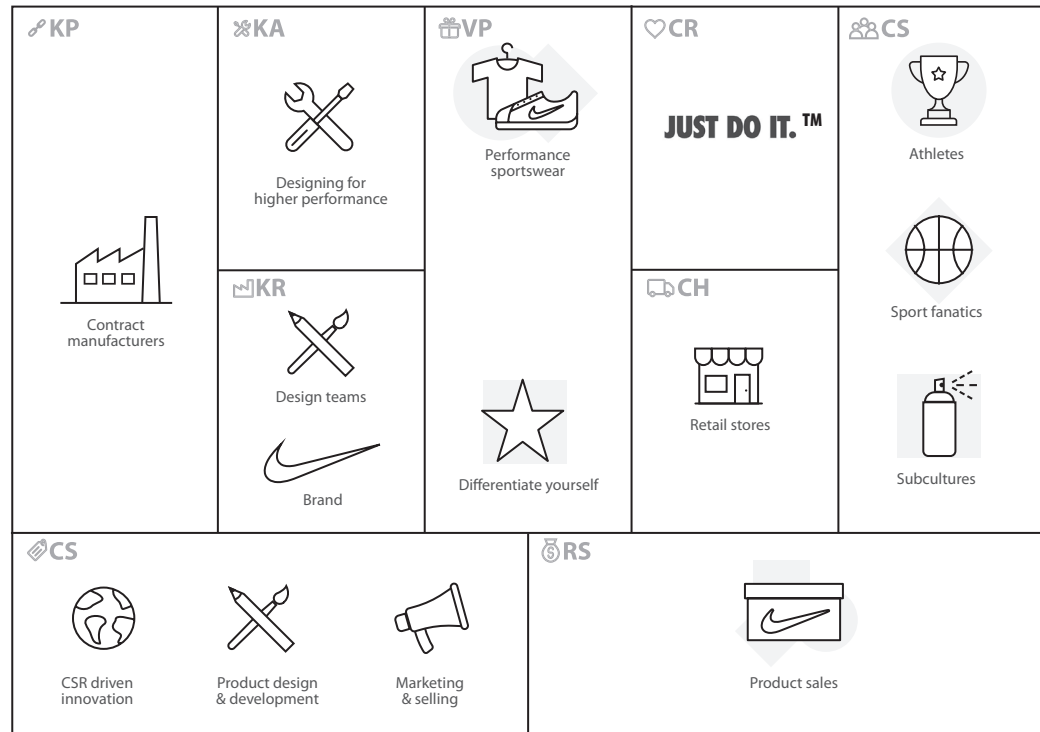 KP
Contract
manufacturers
KA
Designing for
higher performance
KR
Design teams
Brand
VP
Performance
sportswear
Differentiate yourself
CR
JUST DO IT. ™
CH
Retail stores
CS
Athletes
Sport fanatics
Subcultures
CS
CSR driven
innovation
Product design
& development
Marketing
& selling
RS
Product sales